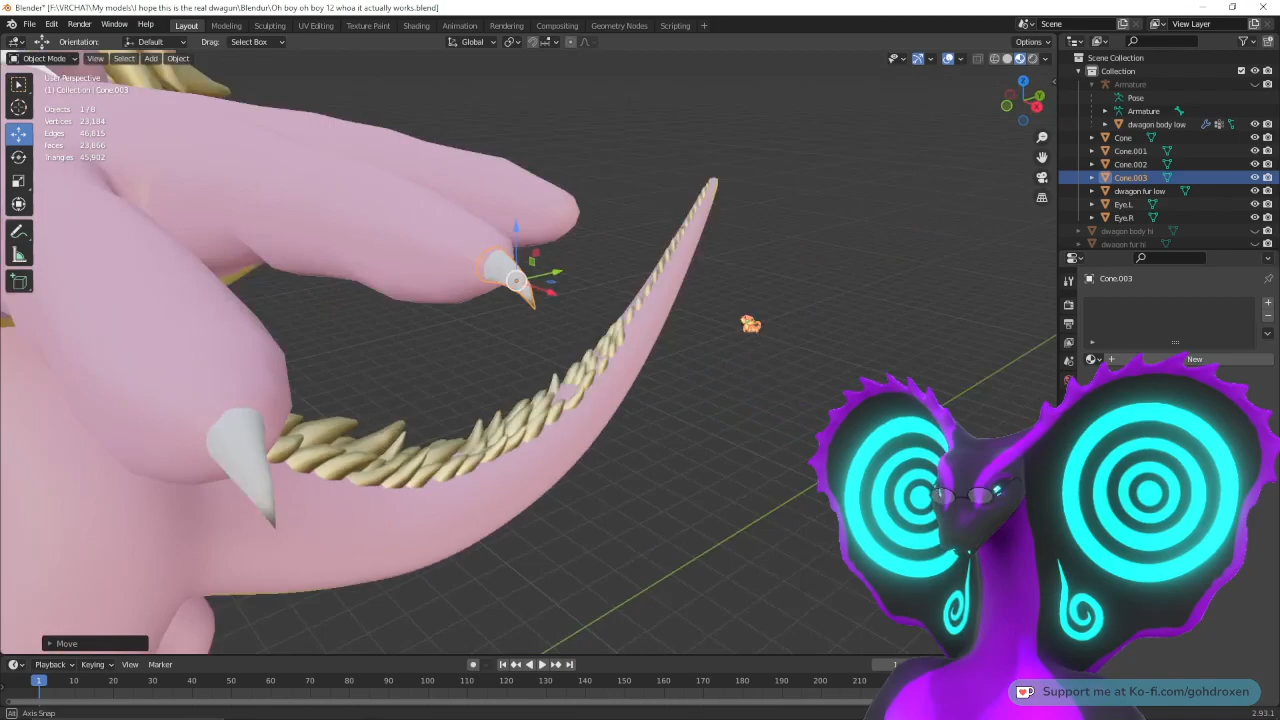 Blender* [F:\VRCHAT\My models\I hope this is the real dwagon\Blendur\Oh boy oh boy 12 whoa it actually works.blend]
File Edit Render Window Help Layout Modeling Sculpting UV Editing Texture Paint Shading Animation Rendering Compositing Geometry Nodes Scripting + Scene View Layer
Orientation: Default Drag: Select Box Global Options
Object Mode View Select Add Object
User Perspective
(1) Collection | Cone.003
Objects 1 / 8
Vertices 23,184
Edges 46,815
Faces 23,866
Triangles 45,902
Z
Y
X
Scene Collection
Collection
Armature
Pose
Armature
dwagon body low
Cone
Cone.001
Cone.002
Cone.003
dwagon fur low
Eye.L
Eye.R
dwagon body hi
dwagon fur hi
Cone.003
New
Move
Playback Keying View Marker 1
1 10 20 30 40 50 60 70 80 90 100 110 120 130 140 150 160 170 180 190 200 210
Axis Snap 2.93.1
Support me at Ko-fi.com/gohdroxen